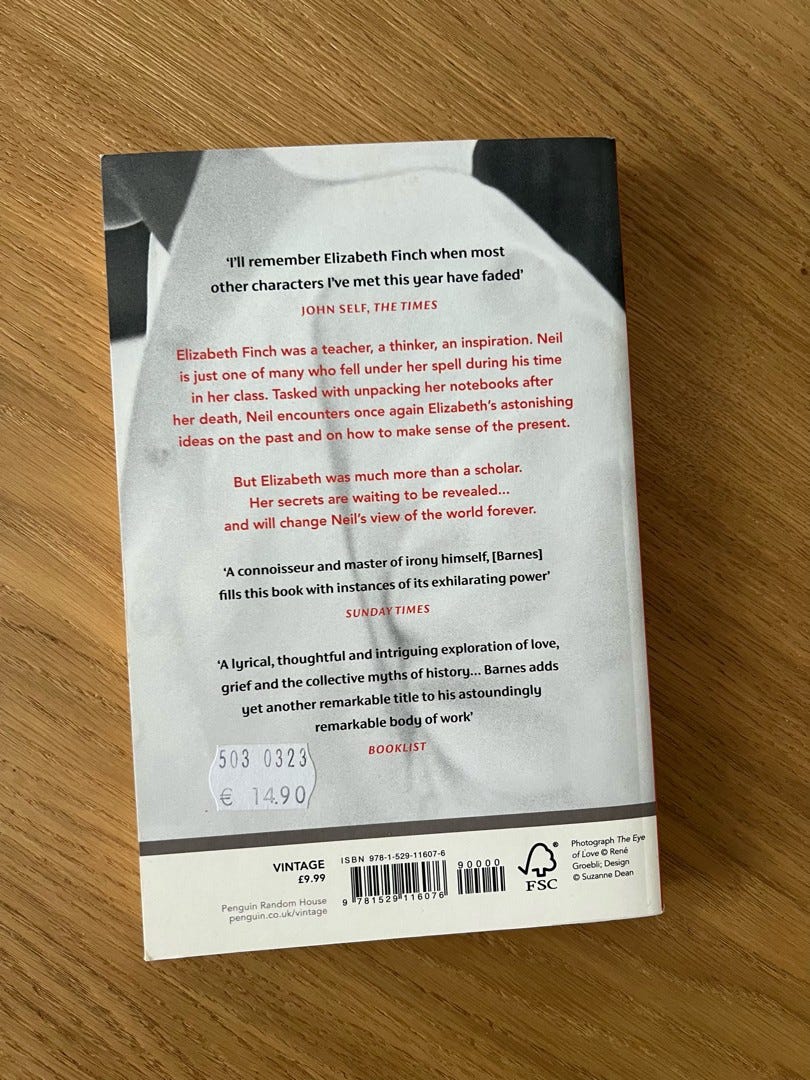 ‘I’ll remember Elizabeth Finch when most
other characters I’ve met this year have faded’
JOHN SELF, THE TIMES
Elizabeth Finch was a teacher, a thinker, an inspiration. Neil
is just one of many who fell under her spell during his time
in her class. Tasked with unpacking her notebooks after
her death, Neil encounters once again Elizabeth’s astonishing
ideas on the past and on how to make sense of the present.
But Elizabeth was much more than a scholar.
Her secrets are waiting to be revealed...
and will change Neil’s view of the world forever.
‘A connoisseur and master of irony himself, [Barnes]
fills this book with instances of its exhilarating power’
SUNDAY TIMES
‘A lyrical, thoughtful and intriguing exploration of love,
grief and the collective myths of history... Barnes adds
yet another remarkable title to his astoundingly
remarkable body of work’
BOOKLIST
503 0323
€ 14.90
VINTAGE
£9.99
Penguin Random House
penguin.co.uk/vintage
ISBN 978-1-529-11607-6
90000
9 781529 116076
FSC
®
Photograph The Eye
of Love © René
Groebli; Design
© Suzanne Dean